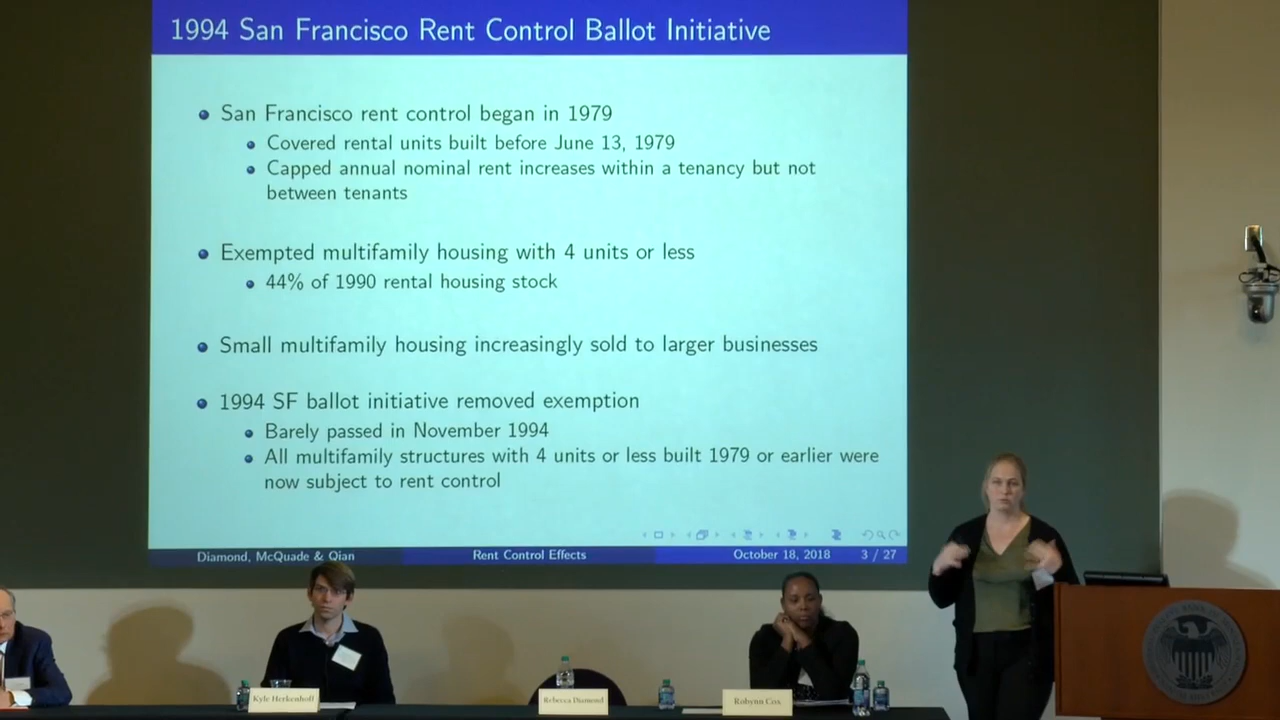 1994 San Francisco Rent Control Ballot Initiative
San Francisco rent control began in 1979
Covered rental units built before June 13, 1979
Capped annual nominal rent increases within a tenancy but not
between tenants
Exempted multifamily housing with 4 units or less
44% of 1990 rental housing stock
Small multifamily housing increasingly sold to larger businesses
1994 SF ballot initiative removed exemption
Barely passed in November 1994
All multifamily structures with 4 units or less built 1979 or earlier were
now subject to rent control
Diamond, McQuade & Qian Rent Control Effects October 18, 2018 3 / 27
Kyle Herkenhoff
Rebecca Diamond
Robynn Cox